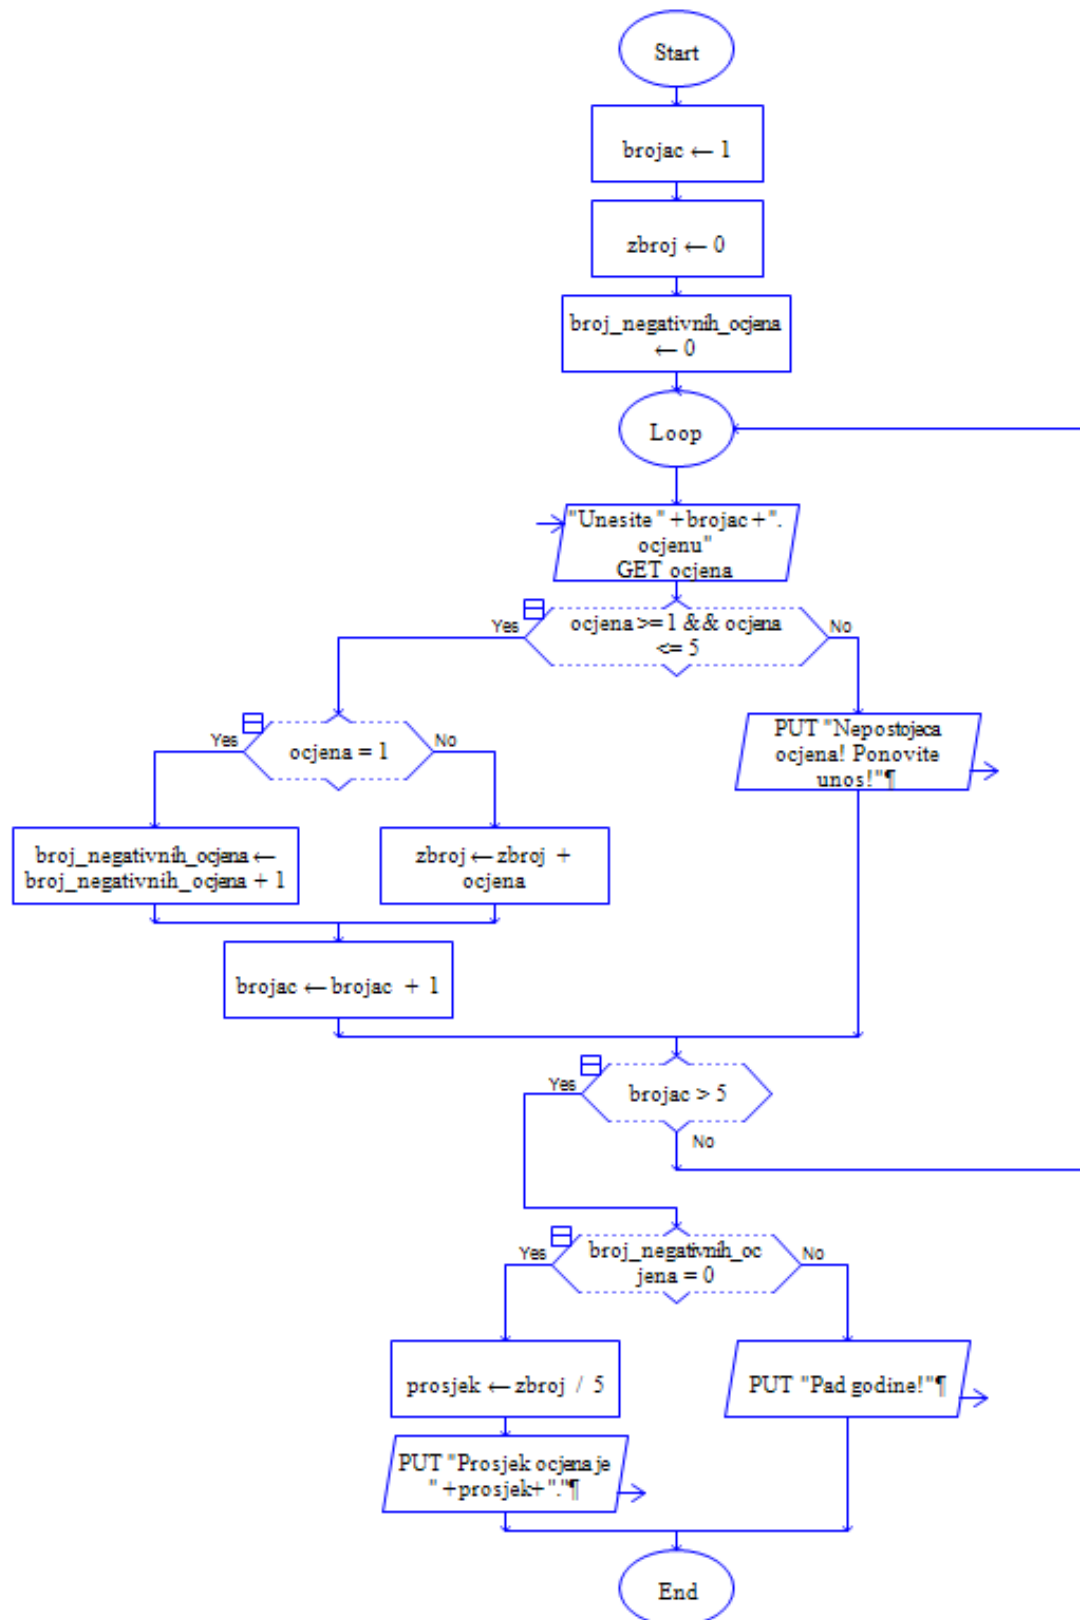 Start
brojac ← 1
zbroj ← 0
broj_negativnih_ocjena
← 0
Loop
"Unesite " +brojac +".
ocjenu"
GET ocjena
Yes
ocjena >= 1 && ocjena
<= 5
No
Yes
ocjena = 1
No
PUT "Nepostojeca
ocjena! Ponovite
unos!"¶
broj_negativnih_ocjena ←
broj_negativnih_ocjena + 1
zbroj ← zbroj +
ocjena
brojac ← brojac + 1
Yes
brojac > 5
No
Yes
broj_negativnih_oc
jena = 0
No
prosjek ← zbroj / 5
PUT "Pad godine!"¶
PUT "Prosjek ocjena je
" +prosjek+"."¶
End